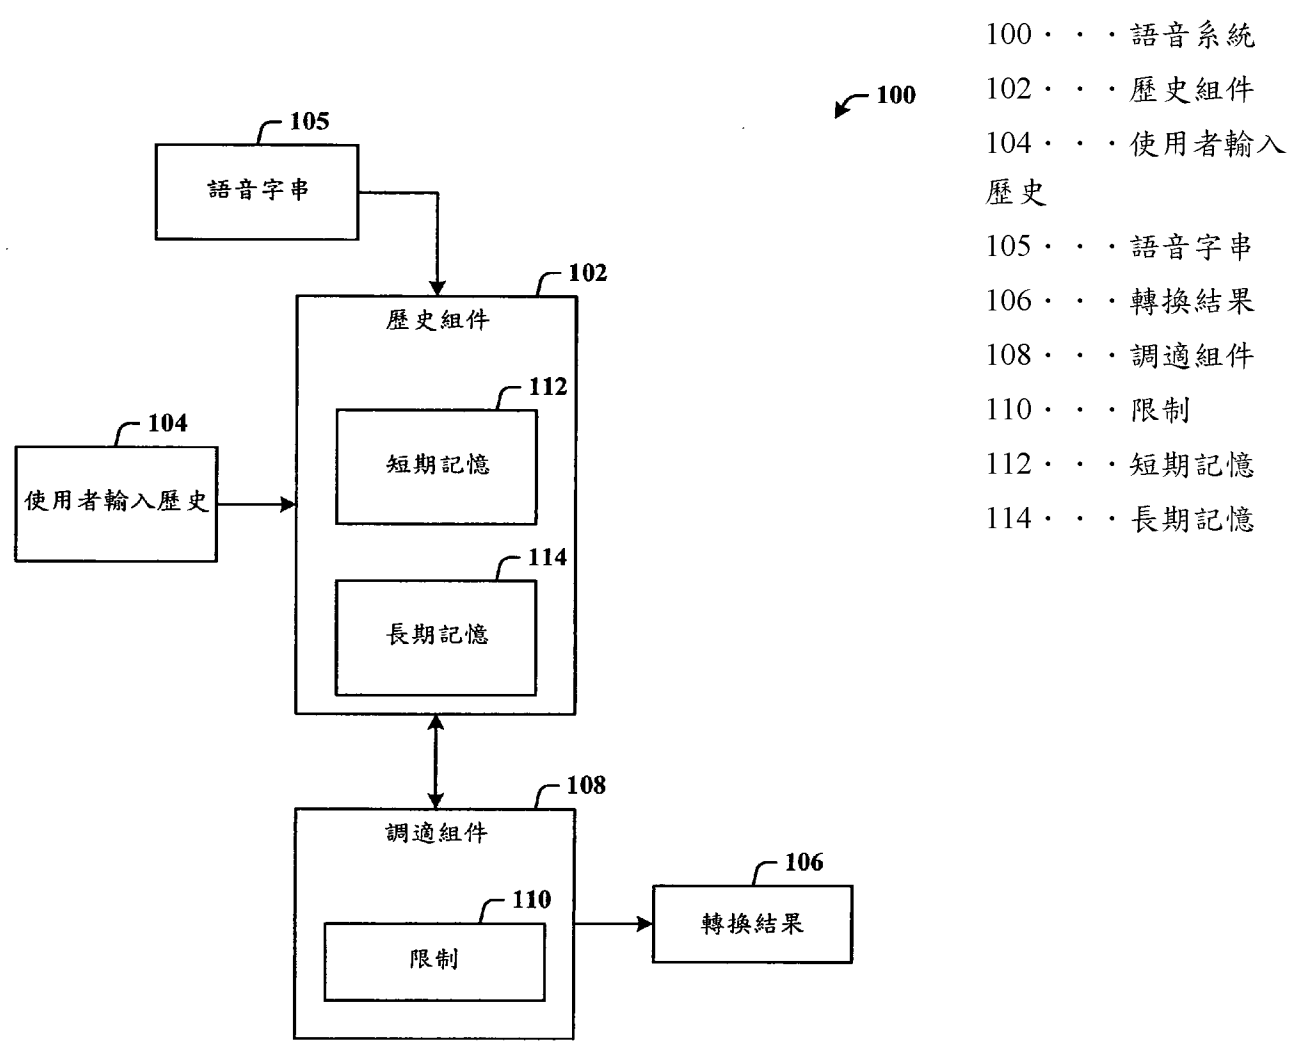 105
語音字串
102
歷史組件
112
短期記憶
104
使用者輸入歷史
114
長期記憶
108
調適組件
110
限制
106
轉換結果
100
100···語音系統
102···歷史組件
104···使用者輸入
歷史
105···語音字串
106···轉換結果
108···調適組件
110···限制
112···短期記憶
114···長期記憶